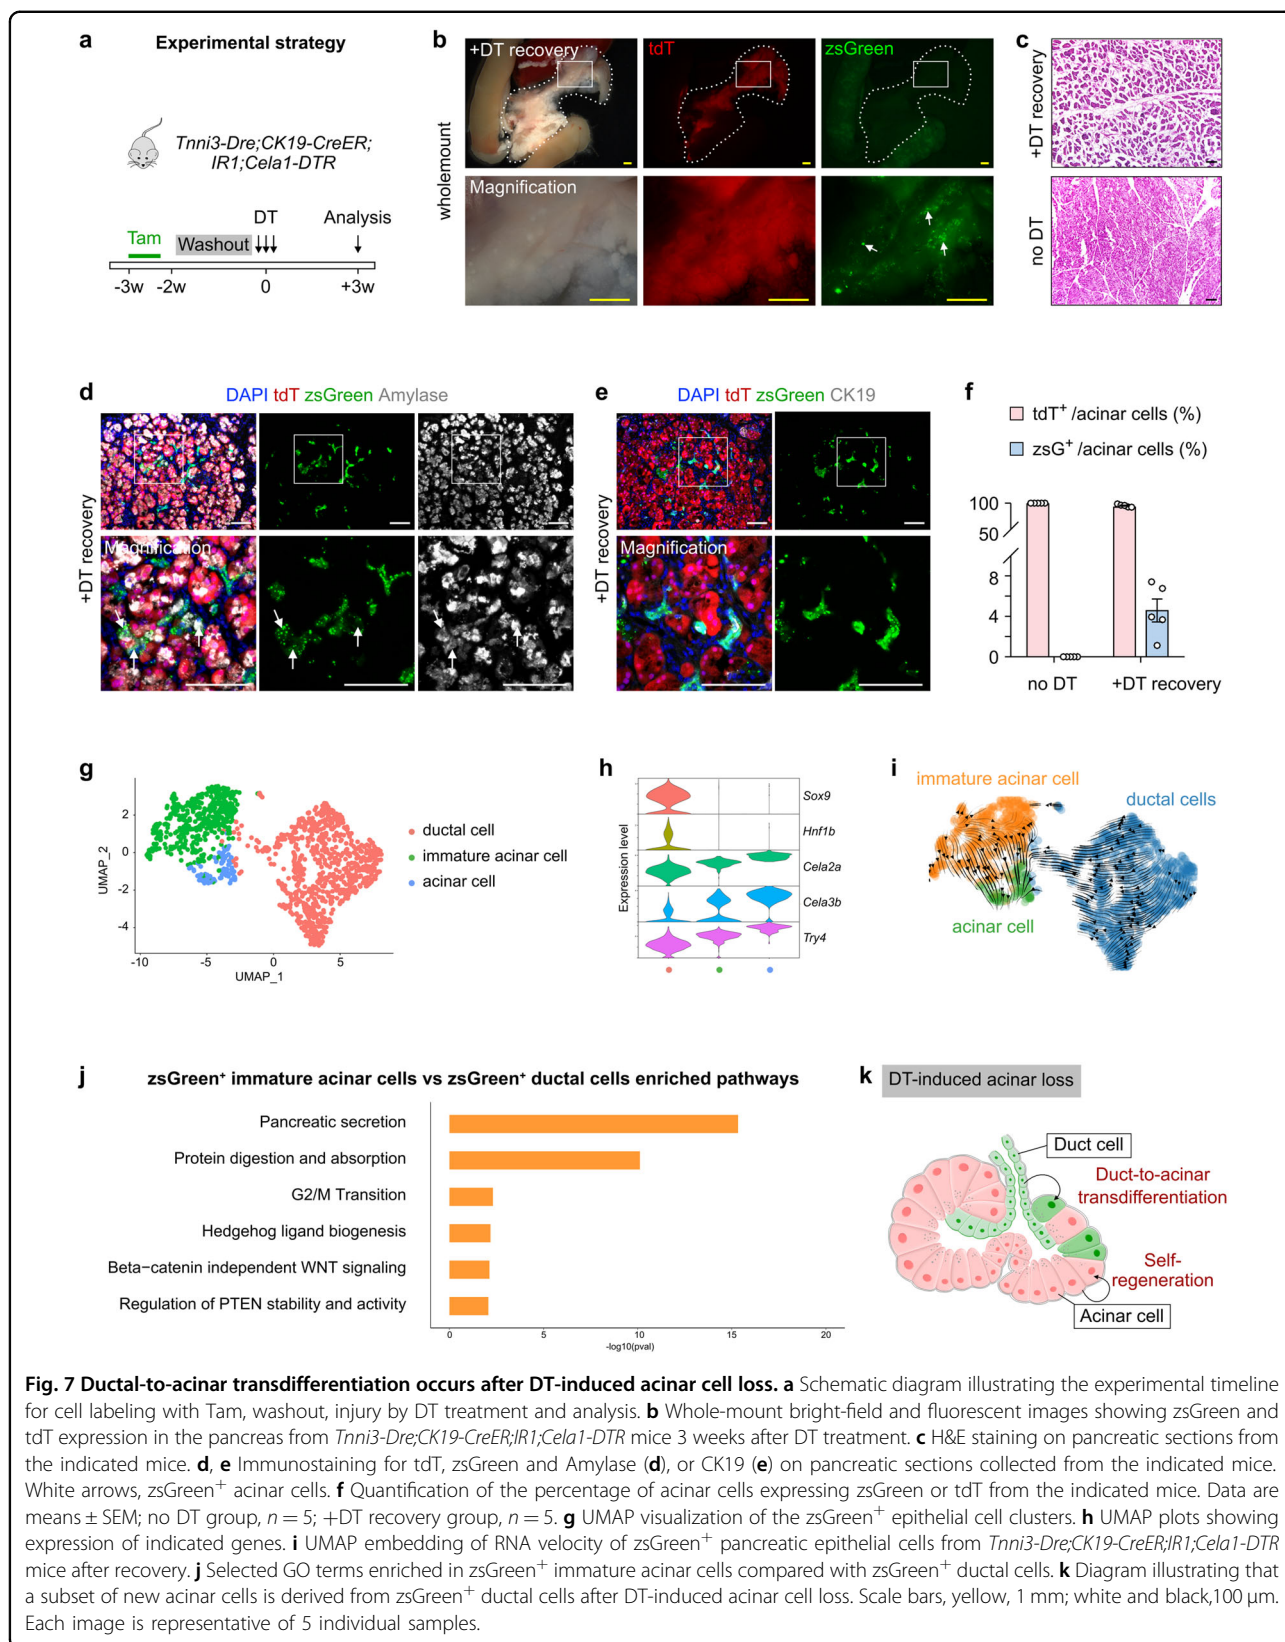 a
Experimental strategy
Tnni3-Dre;CK19-CreER;
IR1;Cela1-DTR
DT
Analysis
Tam
Washout
-3w
-2w
0
+3w
b
wholemount
+DT recovery
tdT
zsGreen
Magnification
c
+DT recovery
no DT
d
DAPI tdT zsGreen Amylase
+DT recovery
Magnification
e
DAPI tdT zsGreen CK19
+DT recovery
Magnification
f
tdT⁺ /acinar cells (%)
zsG⁺ /acinar cells (%)
100
50
8
4
0
no DT
+DT recovery
g
UMAP_2
2
0
-2
-4
-10
-5
0
5
UMAP_1
ductal cell
immature acinar cell
acinar cell
h
Expression level
Sox9
Hnf1b
Cela2a
Cela3b
Try4
i
immature acinar cell
ductal cells
acinar cell
j
zsGreen⁺ immature acinar cells vs zsGreen⁺ ductal cells enriched pathways
Pancreatic secretion
Protein digestion and absorption
G2/M Transition
Hedgehog ligand biogenesis
Beta−catenin independent WNT signaling
Regulation of PTEN stability and activity
0
5
10
15
20
-log10(pval)
k
DT-induced acinar loss
Duct cell
Duct-to-acinar
transdifferentiation
Self-
regeneration
Acinar cell
Fig. 7 Ductal-to-acinar transdifferentiation occurs after DT-induced acinar cell loss. a Schematic diagram illustrating the experimental timeline
for cell labeling with Tam, washout, injury by DT treatment and analysis. b Whole-mount bright-field and fluorescent images showing zsGreen and
tdT expression in the pancreas from Tnni3-Dre;CK19-CreER;IR1;Cela1-DTR mice 3 weeks after DT treatment. c H&E staining on pancreatic sections from
the indicated mice. d, e Immunostaining for tdT, zsGreen and Amylase (d), or CK19 (e) on pancreatic sections collected from the indicated mice.
White arrows, zsGreen⁺ acinar cells. f Quantification of the percentage of acinar cells expressing zsGreen or tdT from the indicated mice. Data are
means ± SEM; no DT group, n = 5; +DT recovery group, n = 5. g UMAP visualization of the zsGreen⁺ epithelial cell clusters. h UMAP plots showing
expression of indicated genes. i UMAP embedding of RNA velocity of zsGreen⁺ pancreatic epithelial cells from Tnni3-Dre;CK19-CreER;IR1;Cela1-DTR
mice after recovery. j Selected GO terms enriched in zsGreen⁺ immature acinar cells compared with zsGreen⁺ ductal cells. k Diagram illustrating that
a subset of new acinar cells is derived from zsGreen⁺ ductal cells after DT-induced acinar cell loss. Scale bars, yellow, 1 mm; white and black,100 µm.
Each image is representative of 5 individual samples.